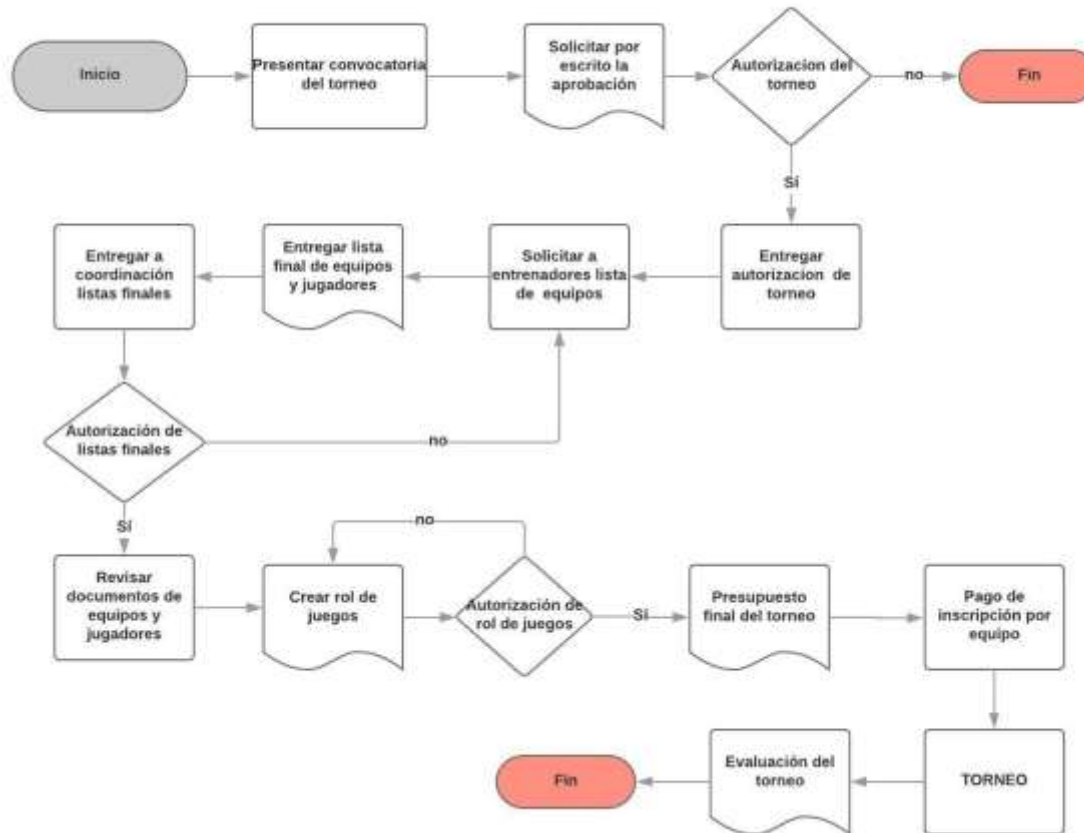 Inicio
Presentar convocatoria
del torneo
Solicitar por
escrito la
aprobación
Autorizacion del
torneo
no
Fin
Sí
Entregar a
coordinación
listas finales
Entregar lista
final de equipos
y jugadores
Solicitar a
entrenadores lista
de equipos
Entregar
autorizacion de
torneo
Autorización de
listas finales
no
Sí
no
Revisar
documentos de
equipos y
jugadores
Crear rol de
juegos
Autorización de
rol de juegos
Sí
Presupuesto
final del torneo
Pago de
inscripción por
equipo
Fin
Evaluación del
torneo
TORNEO